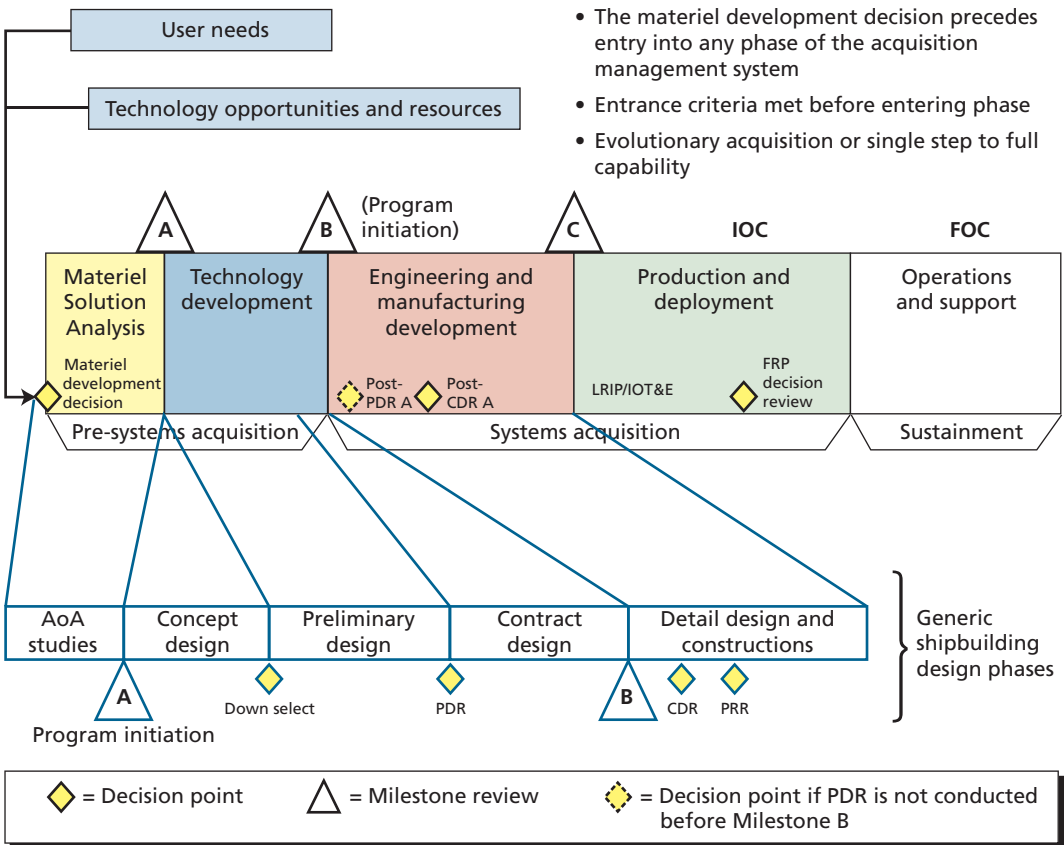 User needs
Technology opportunities and resources
• The materiel development decision precedes
entry into any phase of the acquisition
management system
• Entrance criteria met before entering phase
• Evolutionary acquisition or single step to full
capability
A
B
(Program
initiation)
C
IOC
FOC
Materiel
Solution
Analysis
Technology
development
Engineering and
manufacturing
development
Production and
deployment
Operations
and support
Materiel
development
decision
Post-
PDR A
Post-
CDR A
LRIP/IOT&E
FRP
decision
review
Pre-systems acquisition
Systems acquisition
Sustainment
AoA
studies
Concept
design
Preliminary
design
Contract
design
Detail design and
constructions
Generic
shipbuilding
design phases
A
Down select
PDR
B
CDR
PRR
Program initiation
= Decision point
= Milestone review
= Decision point if PDR is not conducted
before Milestone B